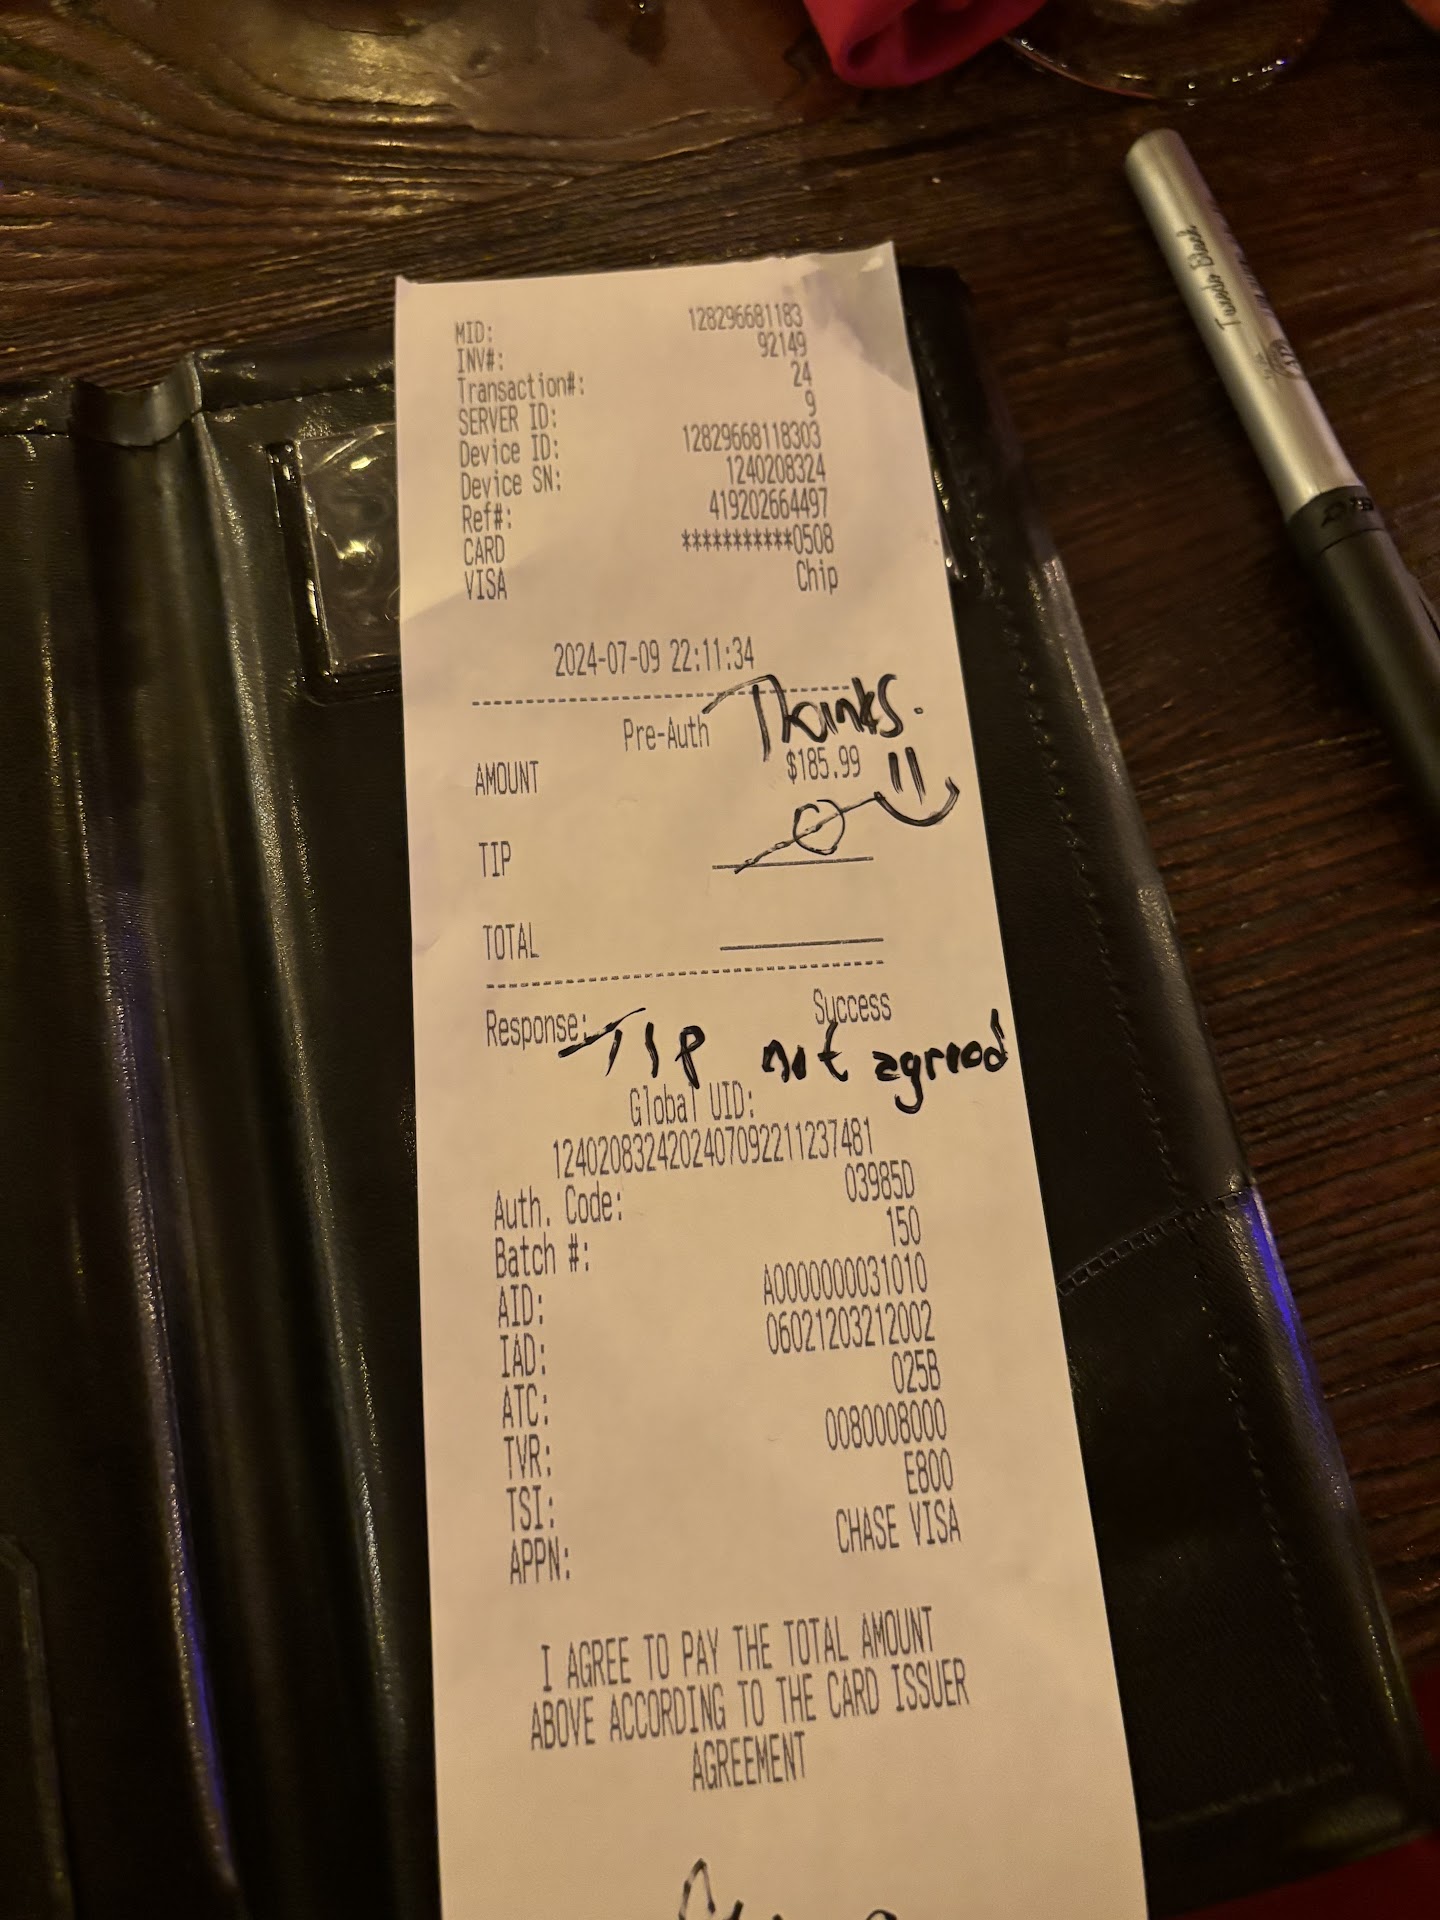 MID: 128296681183
INV#: 92149
Transaction#: 24
SERVER ID: 9
Device ID: 12829668118303
Device SN: 1240208324
Ref#: 419202664497
CARD ***********0508
VISA Chip
2024-07-09 22:11:34
Thanks.
Pre-Auth
AMOUNT $185.99
TIP
TOTAL
Response: Success
TIP not agreed
Global UID:
1240208324202407092211237481
Auth. Code: 03985D
Batch #: 150
AID: A0000000031010
IAD: 06021203212002
ATC: 025B
TVR: 0080008000
TSI: E800
APPN: CHASE VISA
I AGREE TO PAY THE TOTAL AMOUNT
ABOVE ACCORDING TO THE CARD ISSUER
AGREEMENT
Tuxedo Black